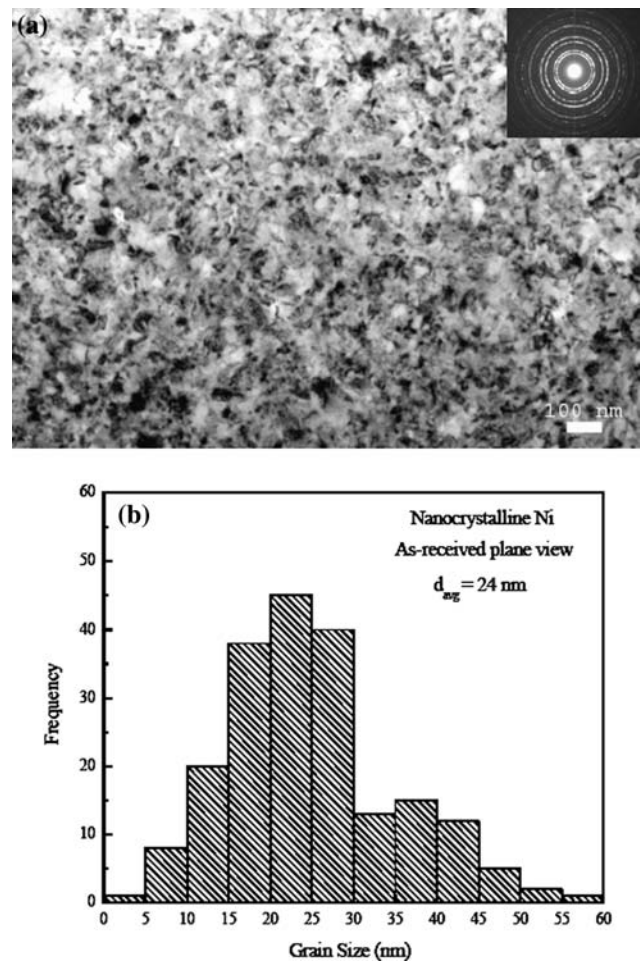 (a)
100 nm
(b)
Nanocrystalline Ni
As-received plane view
d_avg = 24 nm
60
50
40
30
20
10
0
Frequency
0 5 10 15 20 25 30 35 40 45 50 55 60
Grain Size (nm)